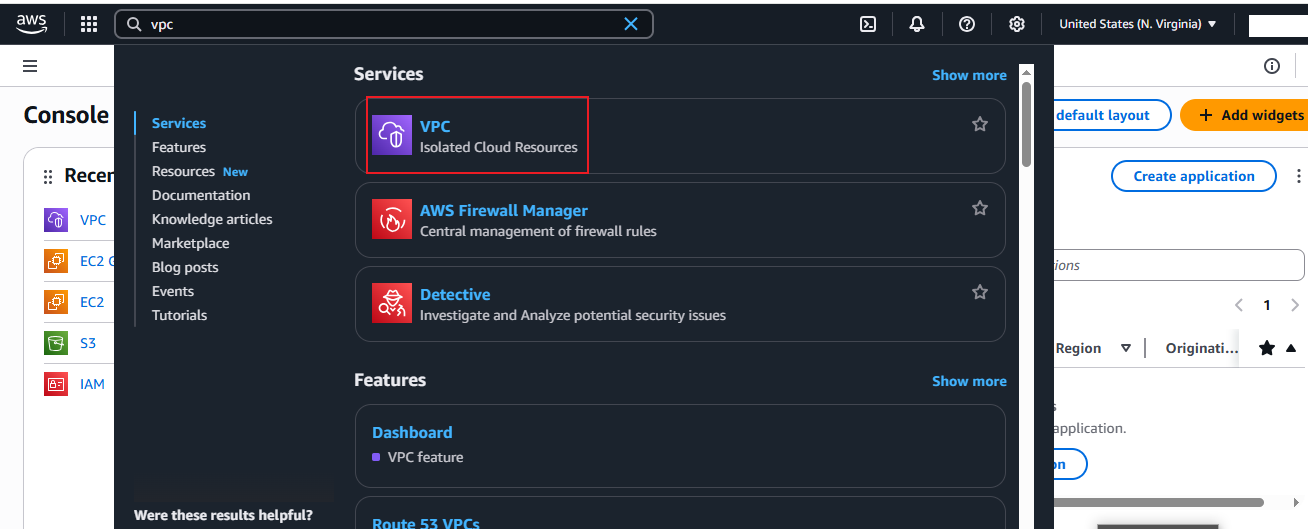 aws
vpc
United States (N. Virginia)
Console
default layout
Add widgets
Recen
VPC
EC2 G
EC2
S3
IAM
Services
Features
Resources New
Documentation
Knowledge articles
Marketplace
Blog posts
Events
Tutorials
Were these results helpful?
Services
Show more
VPC
Isolated Cloud Resources
AWS Firewall Manager
Central management of firewall rules
Detective
Investigate and Analyze potential security issues
Features
Show more
Dashboard
VPC feature
Route 53 VPCs
Create application
1
Region
Originati...
application.